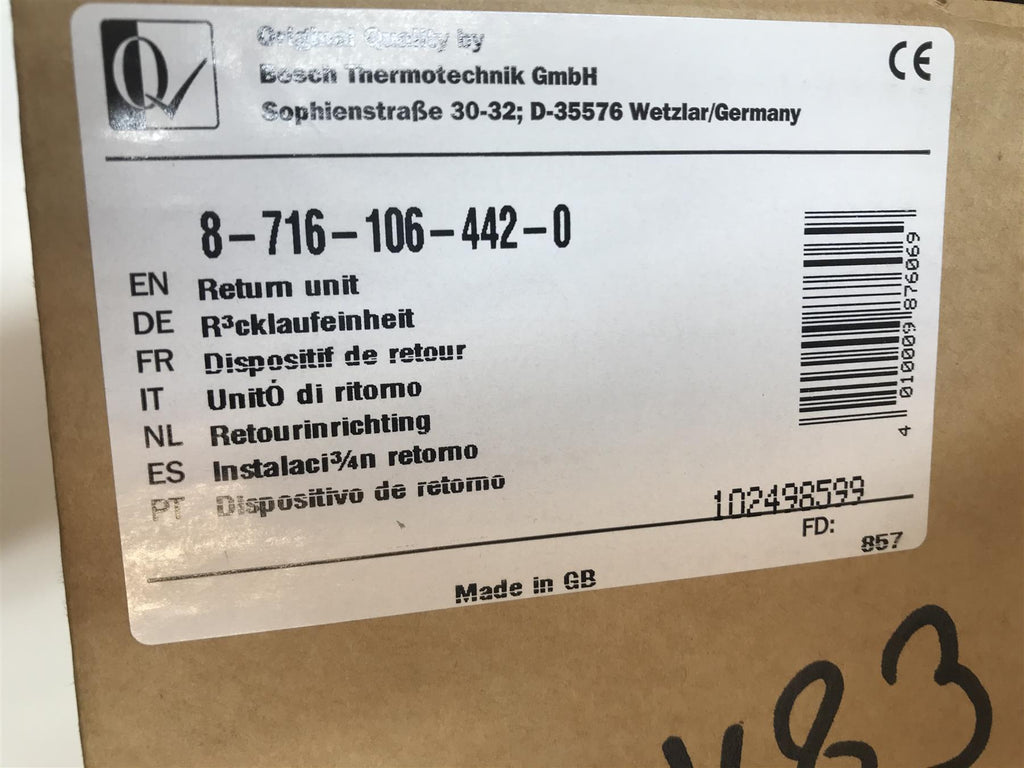 Q
Original Quality by
Bosch Thermotechnik GmbH
Sophienstraße 30-32; D-35576 Wetzlar/Germany
CE
8-716-106-442-0
EN Return unit
DE R³cklaufeinheit
FR Dispositif de retour
IT UnitÓ di ritorno
NL Retourinrichting
ES Instalaci¾n retorno
PT Dispositivo de retorno
4 010009 876069
102498599
FD: 857
Made in GB
83